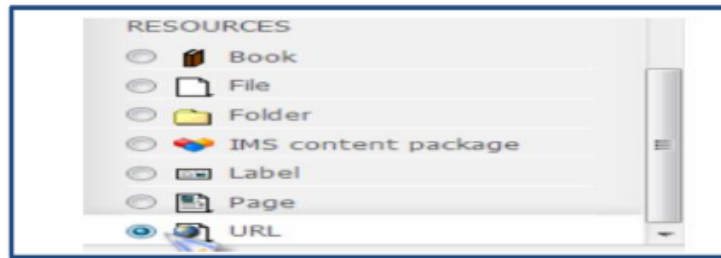 RESOURCES
Book
File
Folder
IMS content package
Label
Page
URL